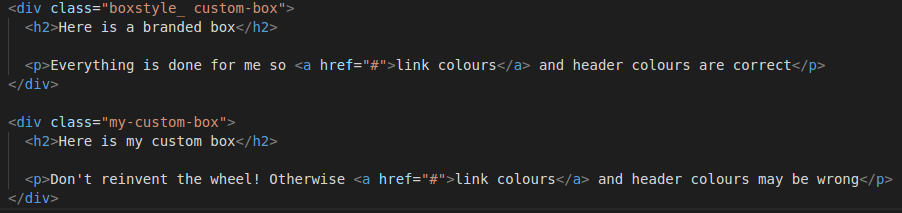 <div class="boxstyle_ custom-box">
<h2>Here is a branded box</h2>
<p>Everything is done for me so <a href="#">link colours</a> and header colours are correct</p>
</div>
<div class="my-custom-box">
<h2>Here is my custom box</h2>
<p>Don't reinvent the wheel! Otherwise <a href="#">link colours</a> and header colours may be wrong</p>
</div>